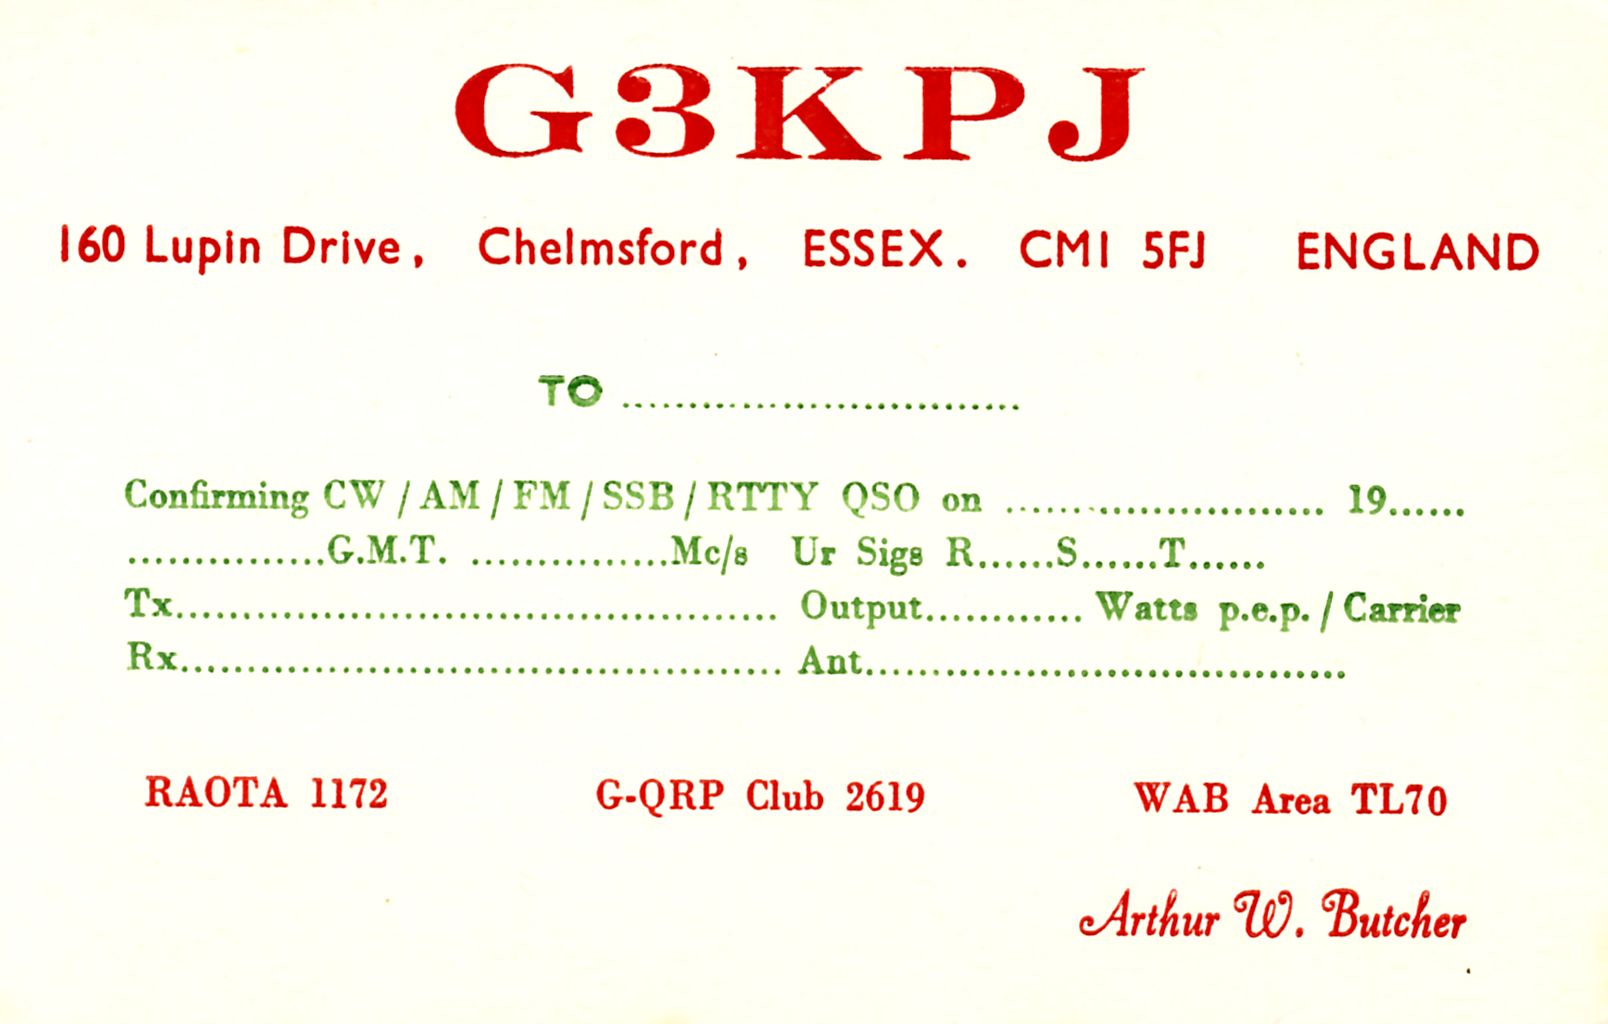 G3KPJ
160 Lupin Drive, Chelmsford, ESSEX. CM1 5FJ ENGLAND
TO ..............................
Confirming CW / AM / FM / SSB / RTTY QSO on ........................ 19......
...............G.M.T. ...............Mc/s Ur Sigs R......S......T......
Tx............................................. Output............ Watts p.e.p. / Carrier
Rx............................................. Ant....................................
RAOTA 1172 G-QRP Club 2619 WAB Area TL70
Arthur W. Butcher